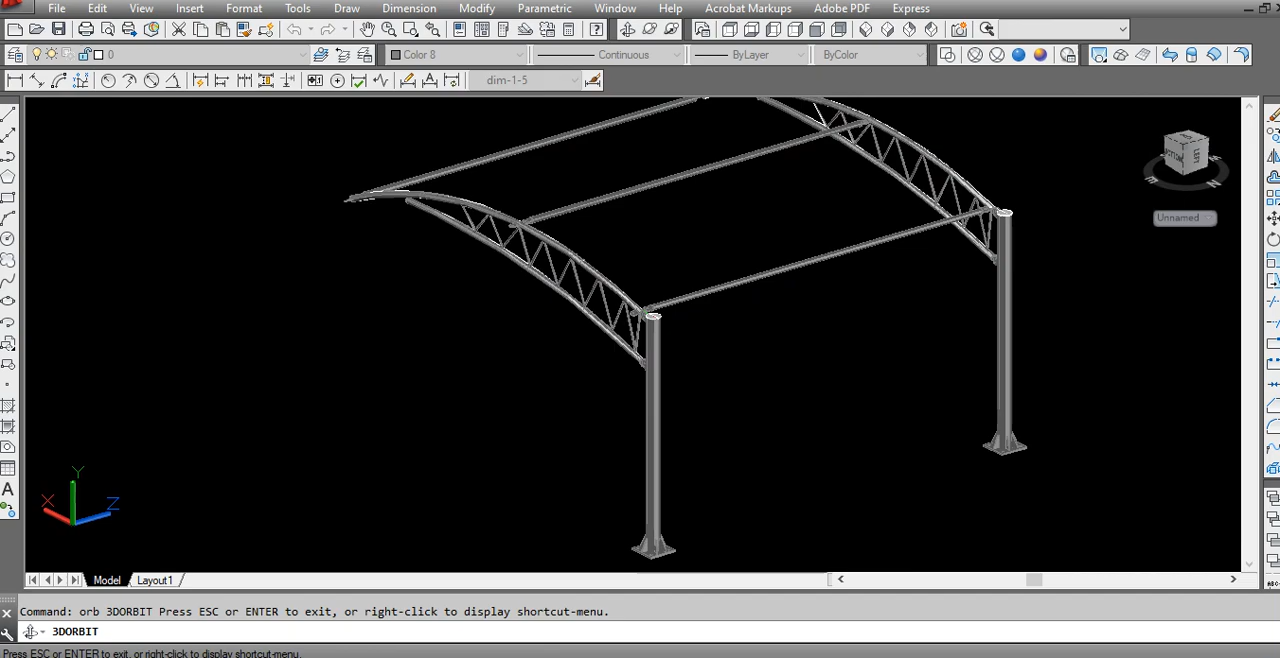 File Edit View Insert Format Tools Draw Dimension Modify Parametric Window Help Acrobat Markups Adobe PDF Express
0 Color 8 Continuous ByLayer ByColor
dim-1-5
LEFT
Unnamed
Y
X Z
A
Model Layout1
Command: orb 3DORBIT Press ESC or ENTER to exit, or right-click to display shortcut-menu.
3DORBIT
Press ESC or ENTER to exit, or right-click to display shortcut-menu.